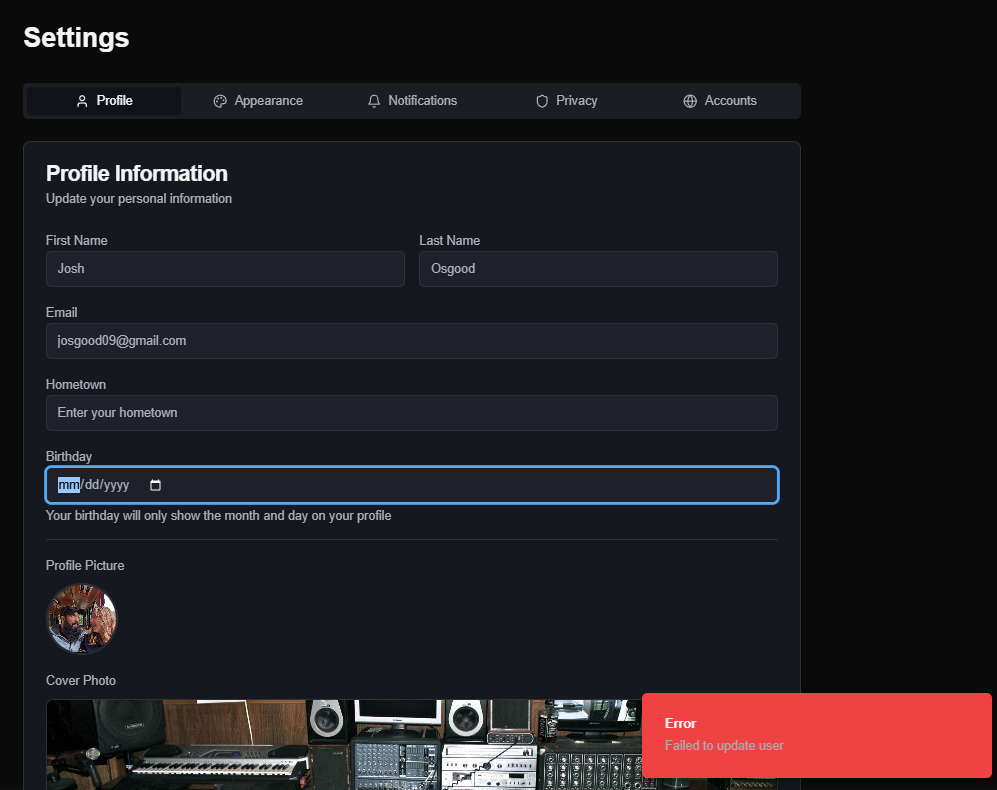 Settings
Profile Appearance Notifications Privacy Accounts
Profile Information
Update your personal information
First Name Last Name
Josh Osgood
Email
josgood09@gmail.com
Hometown
Enter your hometown
Birthday
mm/dd/yyyy
Your birthday will only show the month and day on your profile
Profile Picture
Cover Photo
Error
Failed to update user